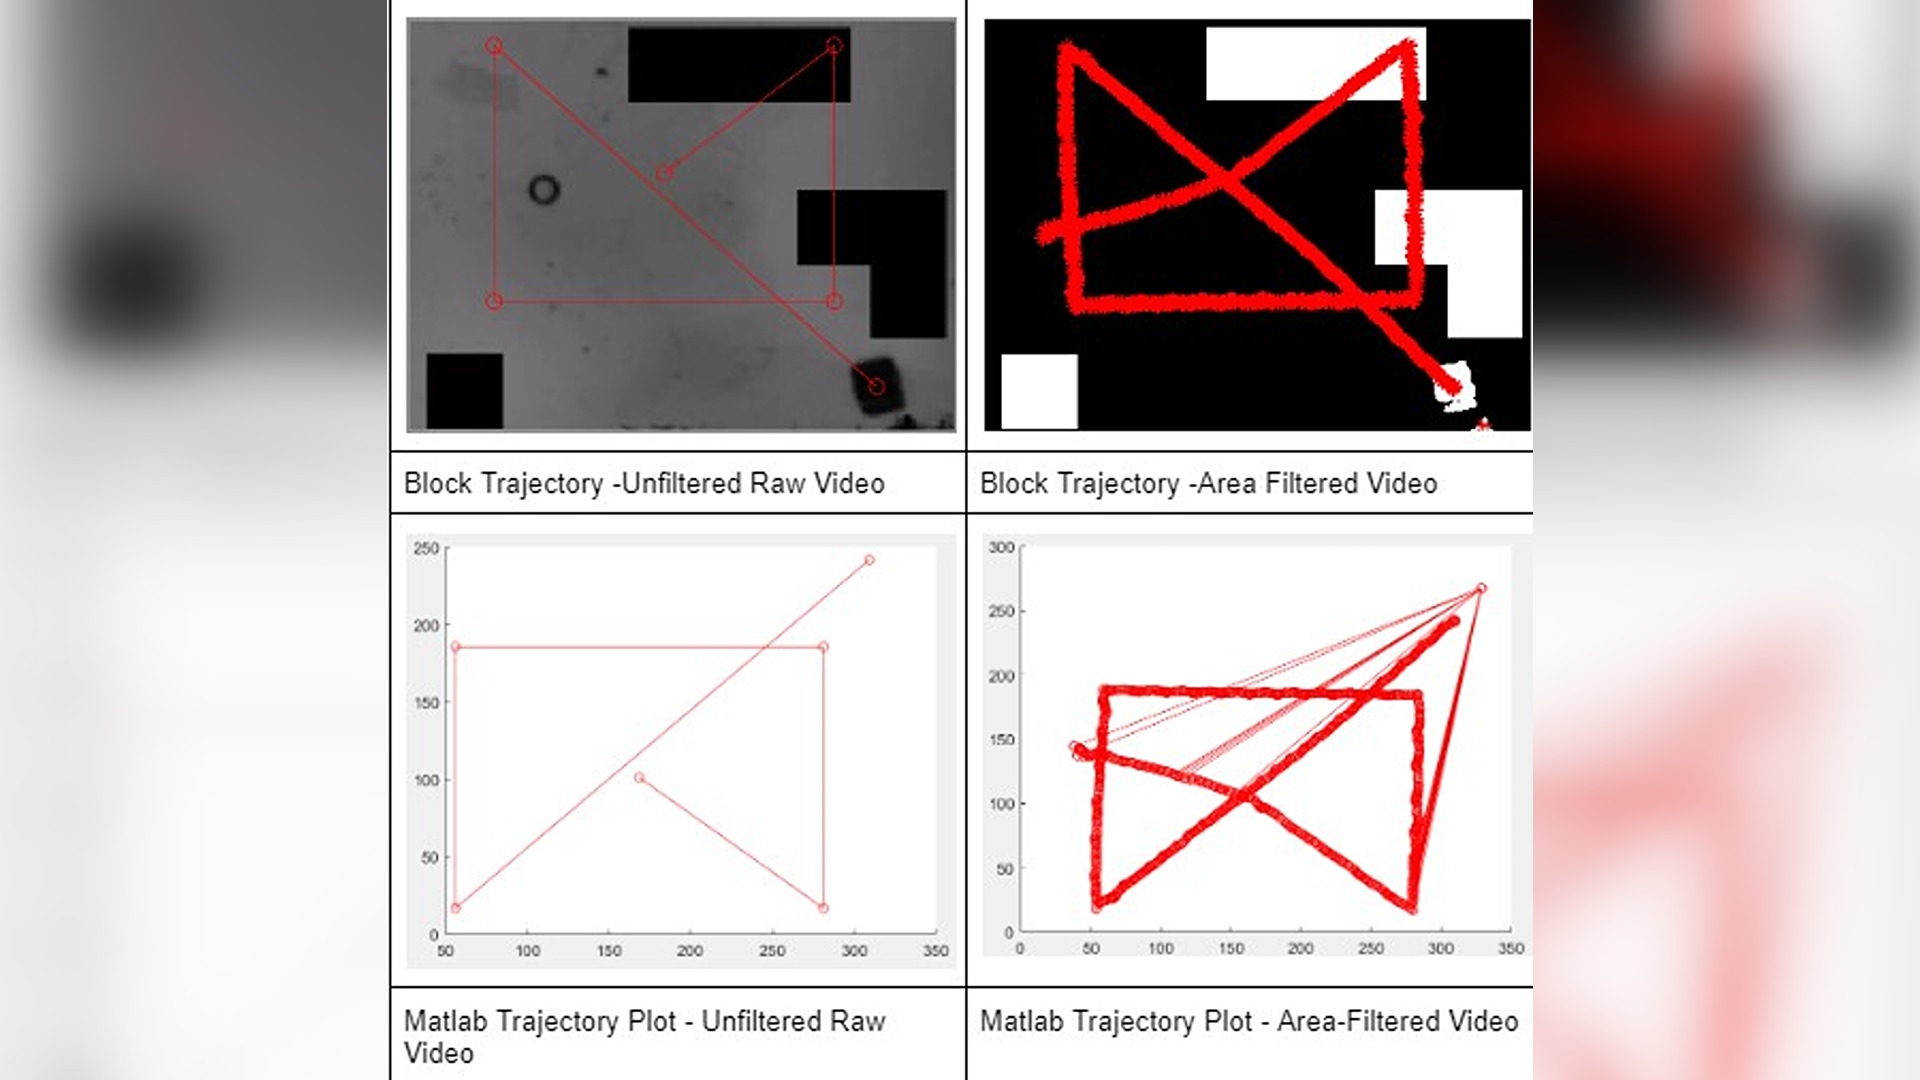 Block Trajectory -Unfiltered Raw Video
Block Trajectory -Area Filtered Video
250
200
150
100
50
0
50 100 150 200 250 300 350
300
250
200
150
100
50
0
0 50 100 150 200 250 300 350
Matlab Trajectory Plot - Unfiltered Raw
Video
Matlab Trajectory Plot - Area-Filtered Video